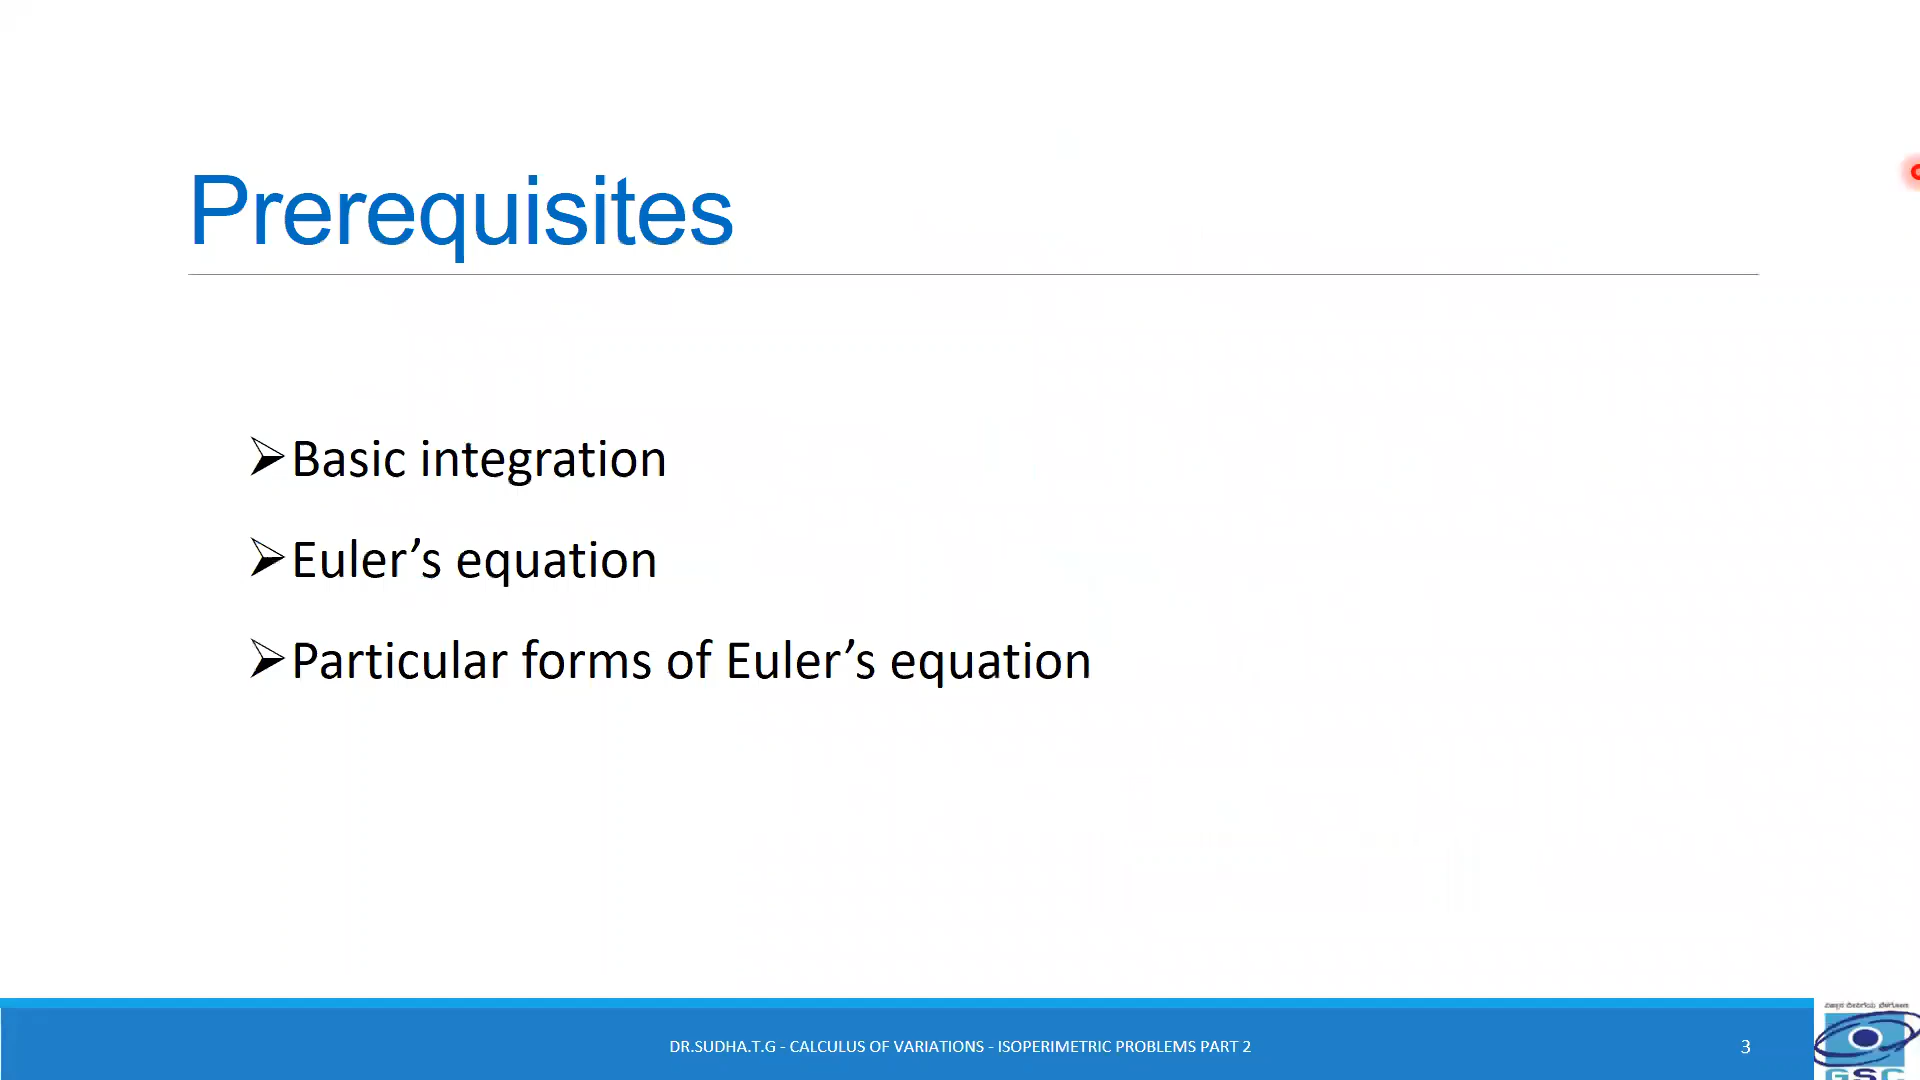 Prerequisites
➢Basic integration
➢Euler’s equation
➢Particular forms of Euler’s equation
DR.SUDHA.T.G - CALCULUS OF VARIATIONS - ISOPERIMETRIC PROBLEMS PART 2
3
GSC